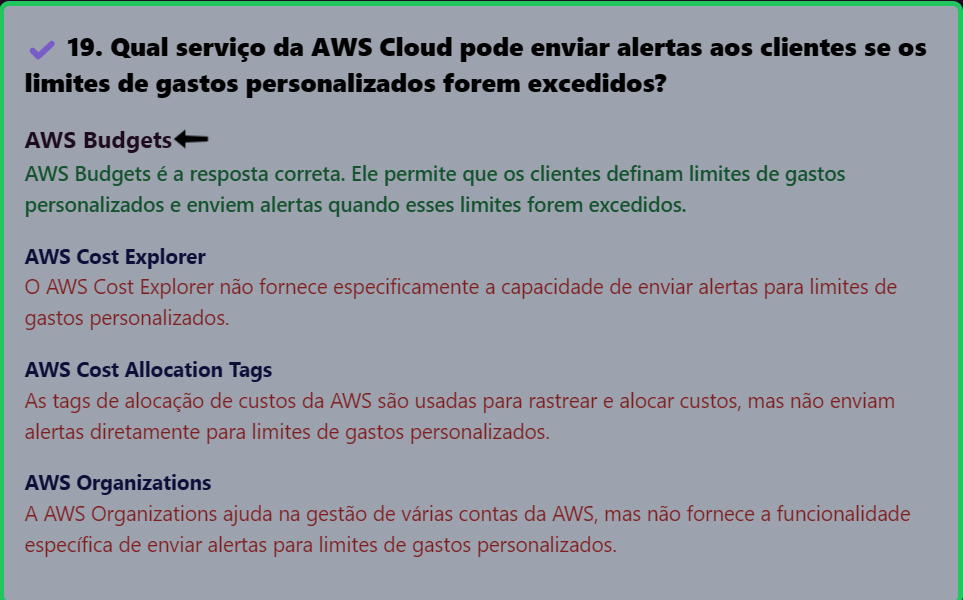 19. Qual serviço da AWS Cloud pode enviar alertas aos clientes se os
limites de gastos personalizados forem excedidos?
AWS Budgets
AWS Budgets é a resposta correta. Ele permite que os clientes definam limites de gastos
personalizados e enviem alertas quando esses limites forem excedidos.
AWS Cost Explorer
O AWS Cost Explorer não fornece especificamente a capacidade de enviar alertas para limites de
gastos personalizados.
AWS Cost Allocation Tags
As tags de alocação de custos da AWS são usadas para rastrear e alocar custos, mas não enviam
alertas diretamente para limites de gastos personalizados.
AWS Organizations
A AWS Organizations ajuda na gestão de várias contas da AWS, mas não fornece a funcionalidade
específica de enviar alertas para limites de gastos personalizados.